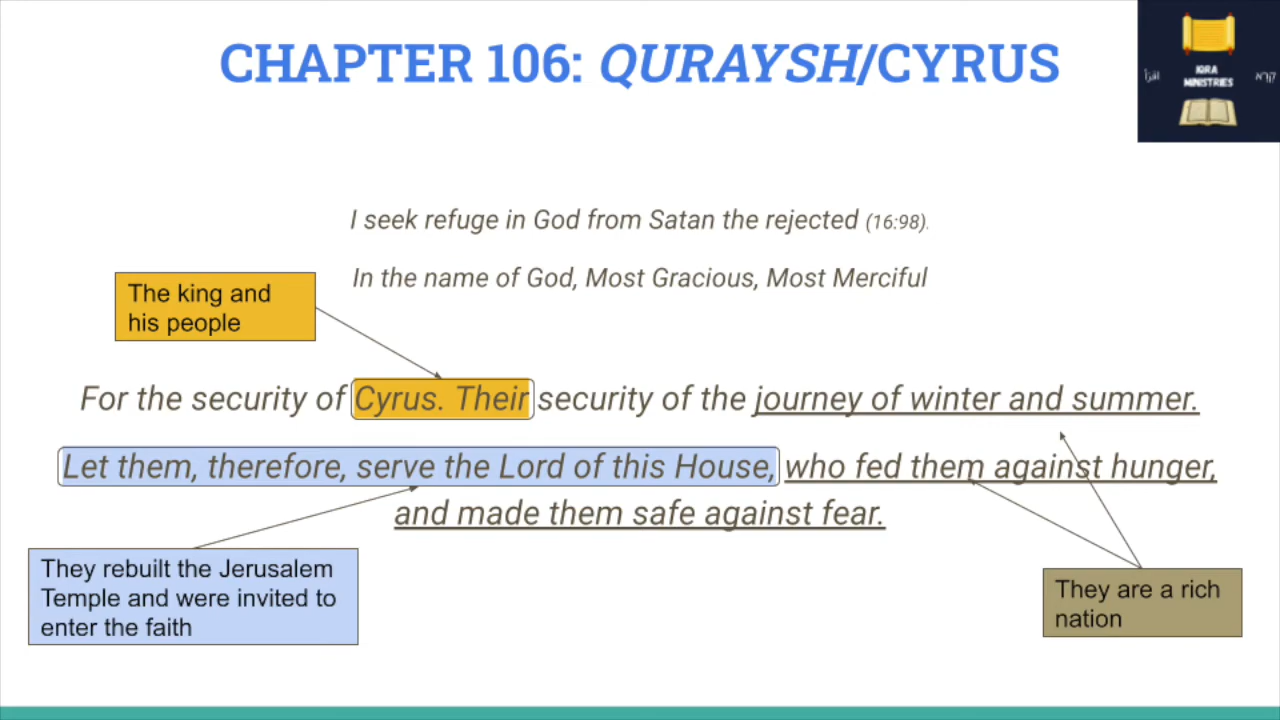 CHAPTER 106: QURAYSH/CYRUS
IQRA
MINISTRIES
اقرأ
קרא
I seek refuge in God from Satan the rejected (16:98).
In the name of God, Most Gracious, Most Merciful
The king and
his people
For the security of Cyrus. Their security of the journey of winter and summer.
Let them, therefore, serve the Lord of this House, who fed them against hunger,
and made them safe against fear.
They rebuilt the Jerusalem
Temple and were invited to
enter the faith
They are a rich
nation